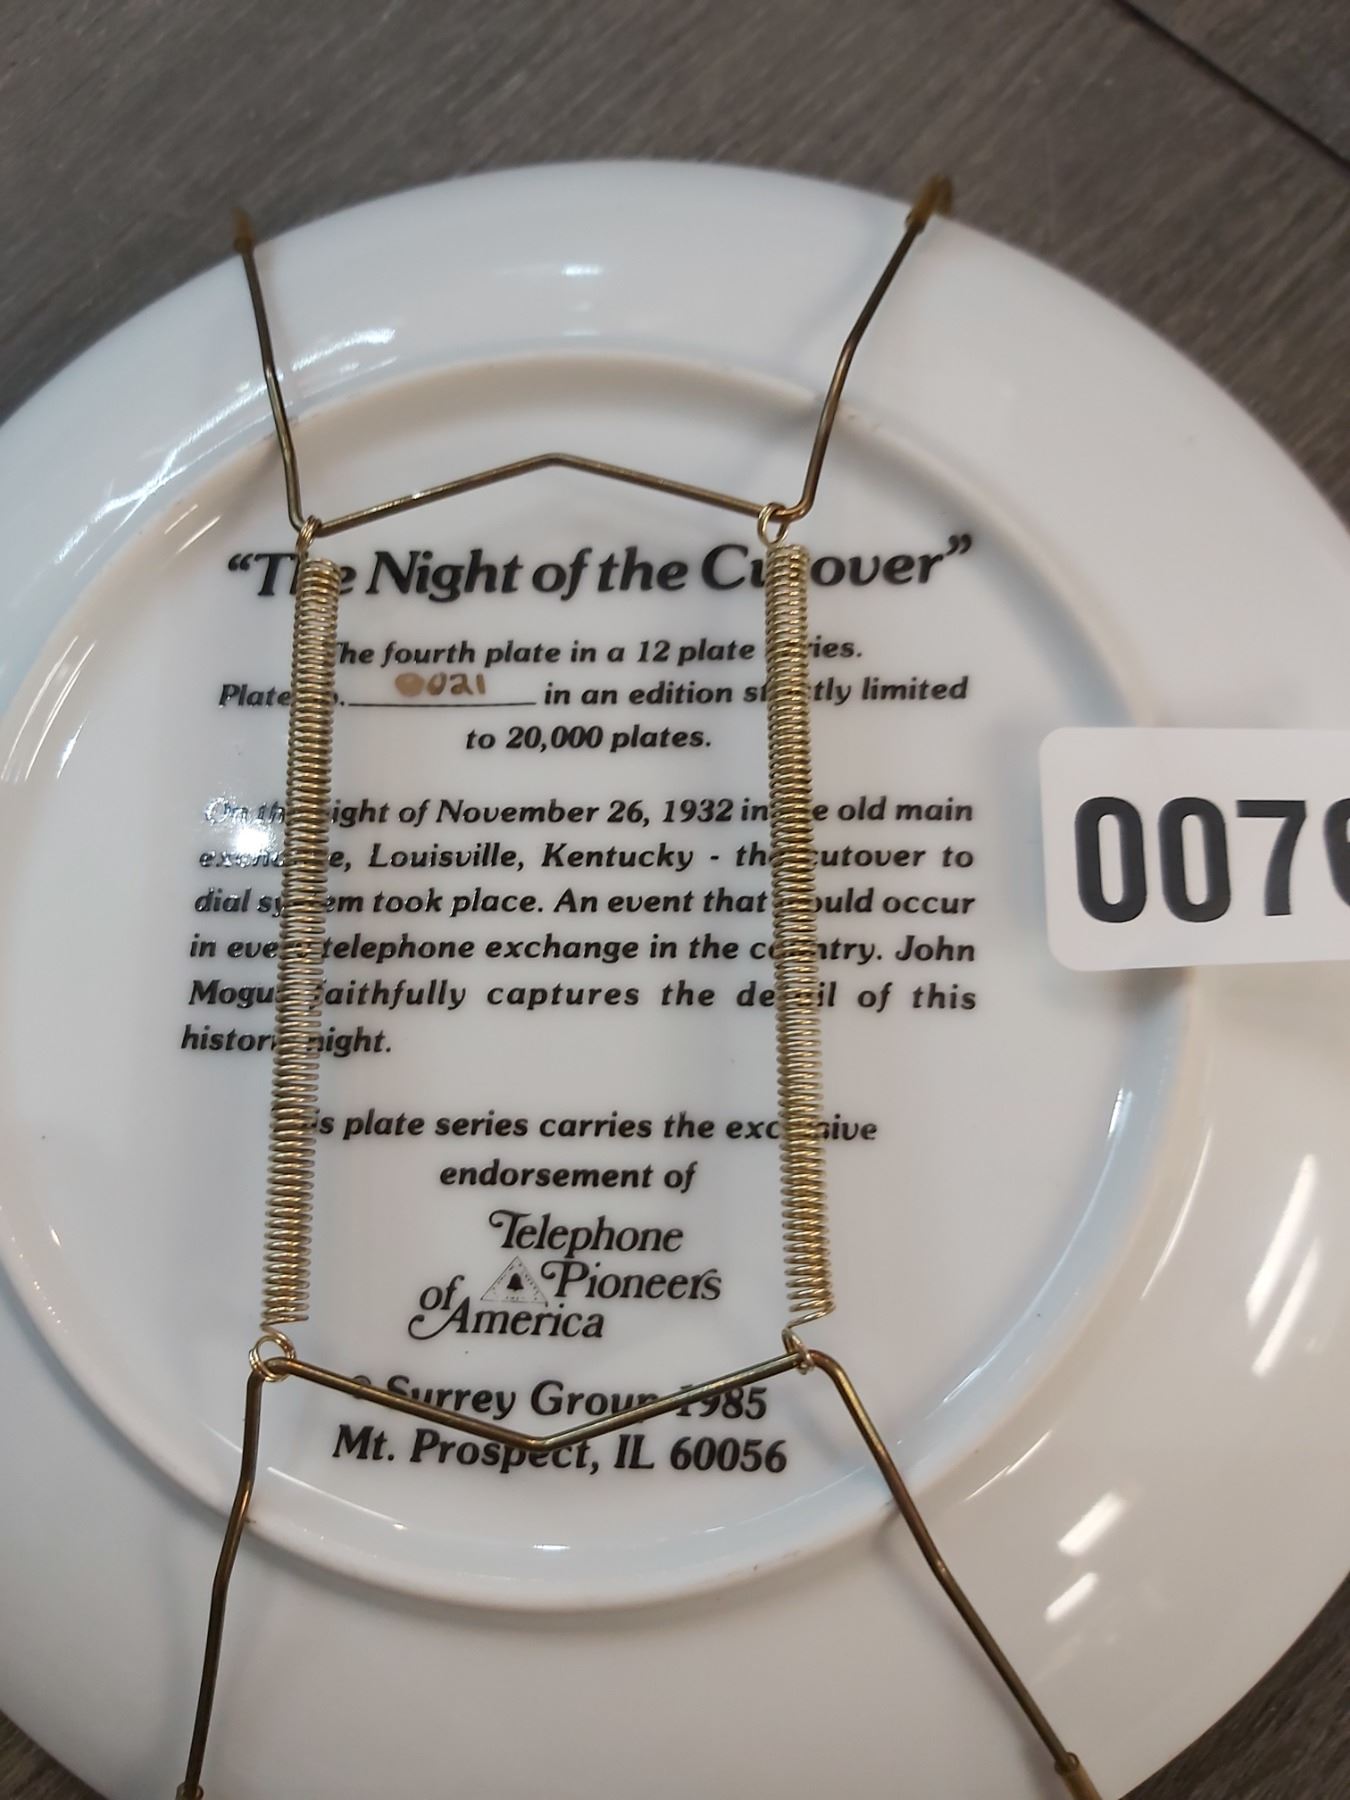 "The Night of the Cutover"
The fourth plate in a 12 plate series.
Plate No. 0021 in an edition strictly limited
to 20,000 plates.
On the night of November 26, 1932 in the old main
exchange, Louisville, Kentucky - the cutover to
dial system took place. An event that would occur
in every telephone exchange in the country. John
faithfully captures the detail of this
historic night.
This plate series carries the exclusive
endorsement of
Telephone
Pioneers
of America
© Surrey Group 1985
Mt. Prospect, IL 60056
007